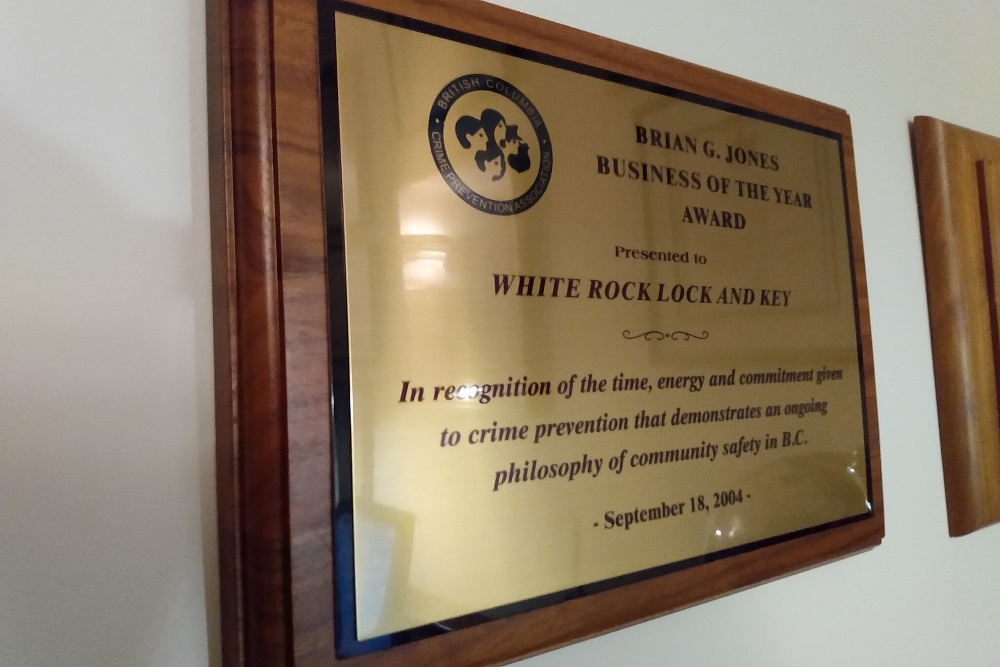 BRITISH COLUMBIA
CRIME PREVENTION ASSOCIATION
BRIAN G. JONES
BUSINESS OF THE YEAR
AWARD
Presented to
WHITE ROCK LOCK AND KEY
In recognition of the time, energy and commitment given
to crime prevention that demonstrates an ongoing
philosophy of community safety in B.C.
- September 18, 2004 -